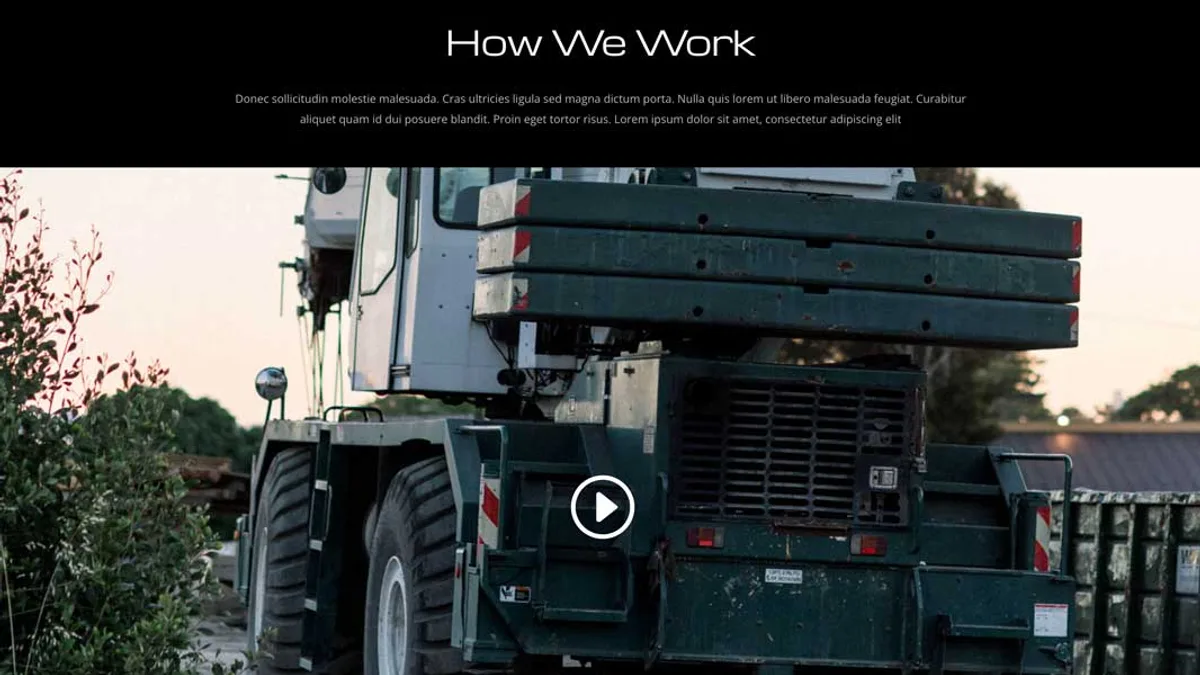 How We Work
Donec sollicitudin molestie malesuada. Cras ultricies ligula sed magna dictum porta. Nulla quis lorem ut libero malesuada feugiat. Curabitur
aliquet quam id dui posuere blandit. Proin eget tortor risus. Lorem ipsum dolor sit amet, consectetur adipiscing elit